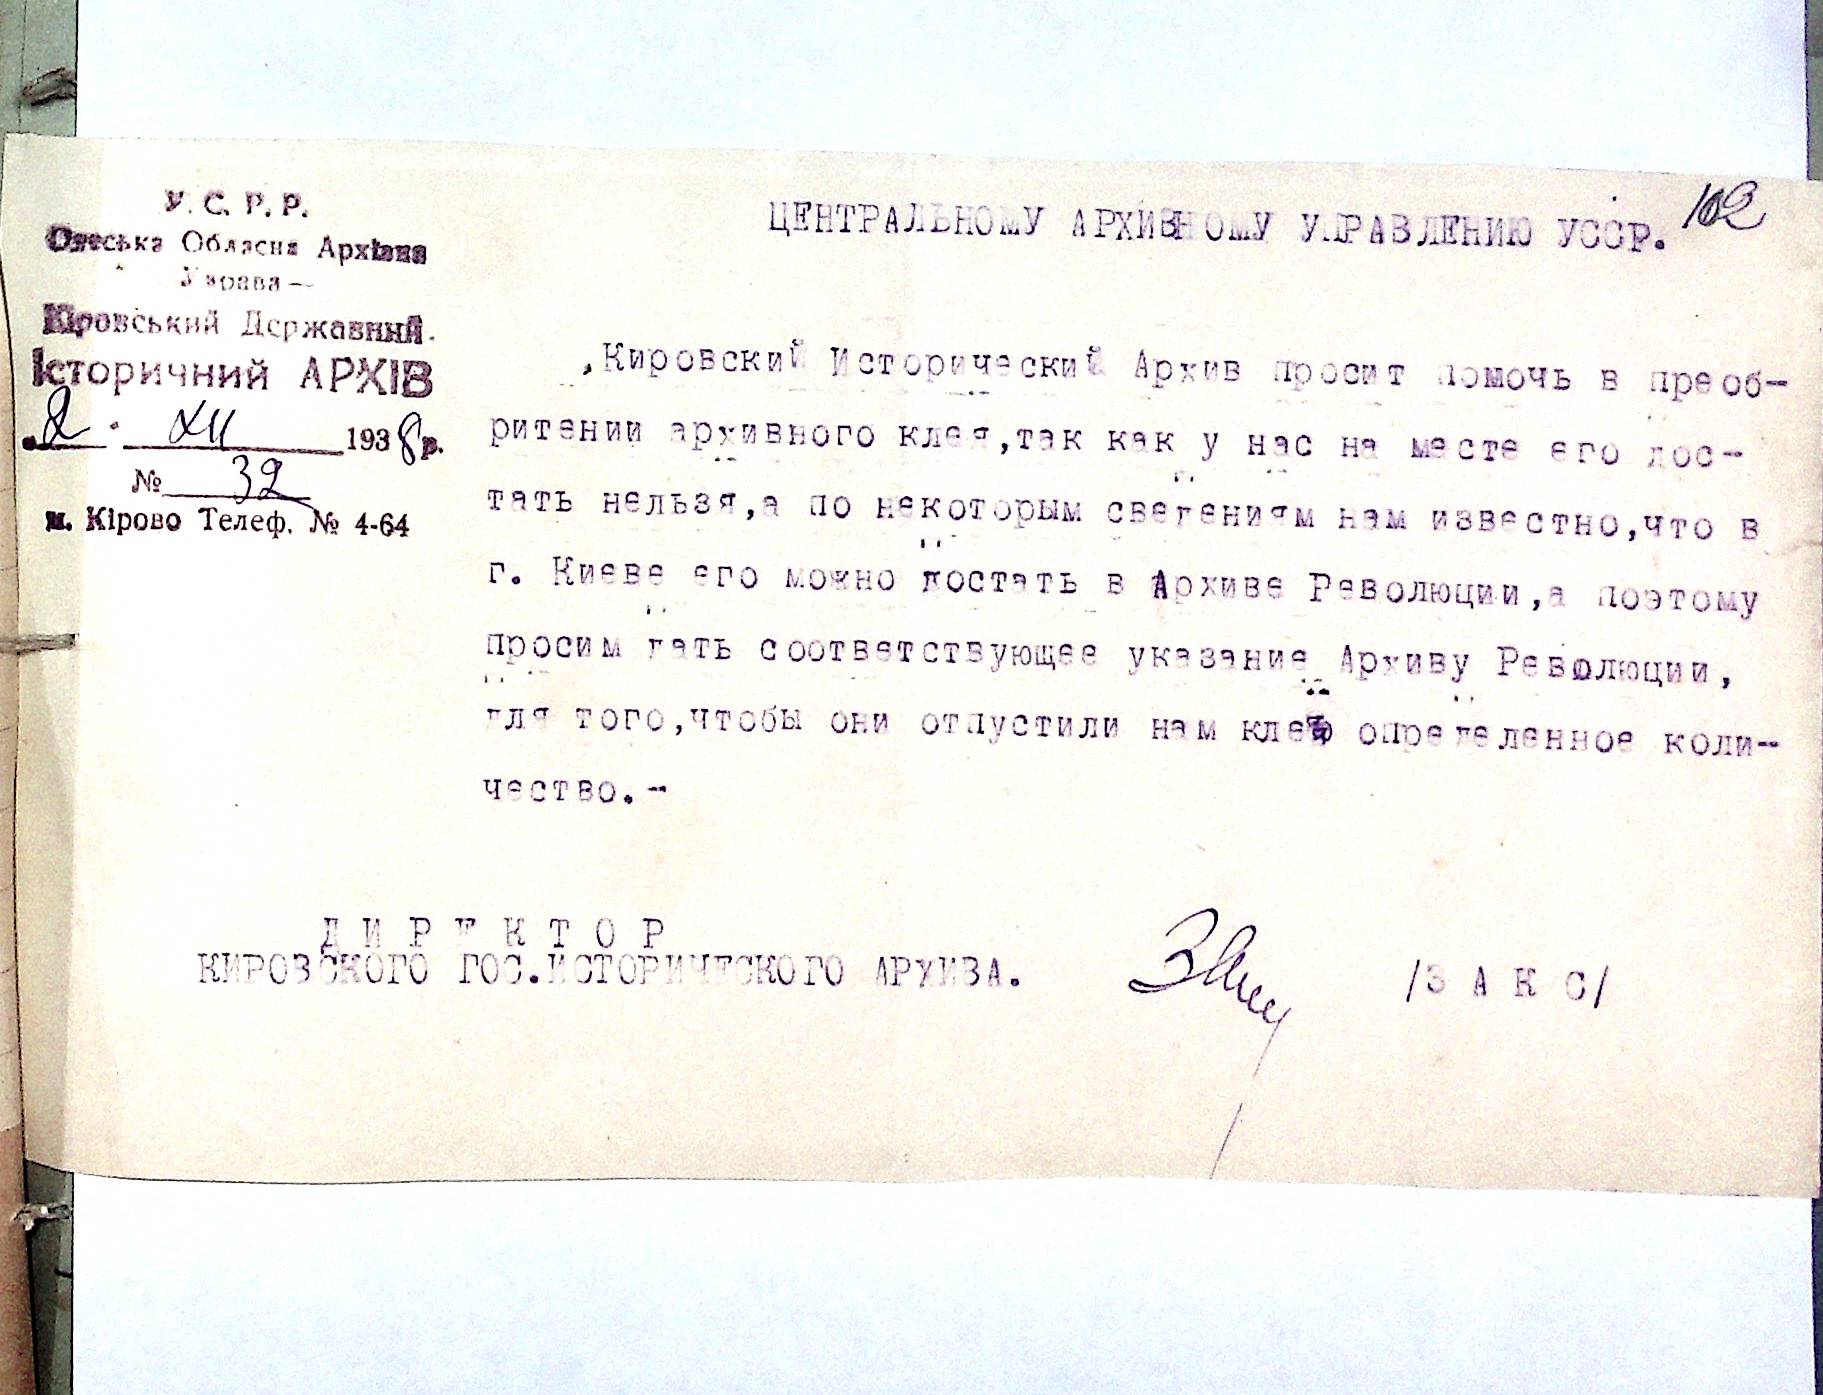 У. С. Р. Р.
Одеська Обласна Архівна
Управа —
Кіровський Державний
Історичний АРХІВ
2 · XII 1938 р.
№ 32
м. Кірово Телеф. № 4-64
ЦЕНТРАЛЬНОМУ АРХИВНОМУ УПРАВЛЕНИЮ УССР.
102
Кировский Исторический Архив просит помочь в преоб-
ритении архивного клея,так как у нас на месте его дос-
тать нельзя,а по некоторым сведениям нам известно,что в
г. Киеве его можно достать в Архиве Революции,а поэтому
просим дать соответствующее указание Архиву Революции,
для того,чтобы они отпустили нам клею определенное коли-
чество.-
Д И Р Е К Т О Р
КИРОВСКОГО ГОС.ИСТОРИЧЕСКОГО АРХИВА.
/З А К С/